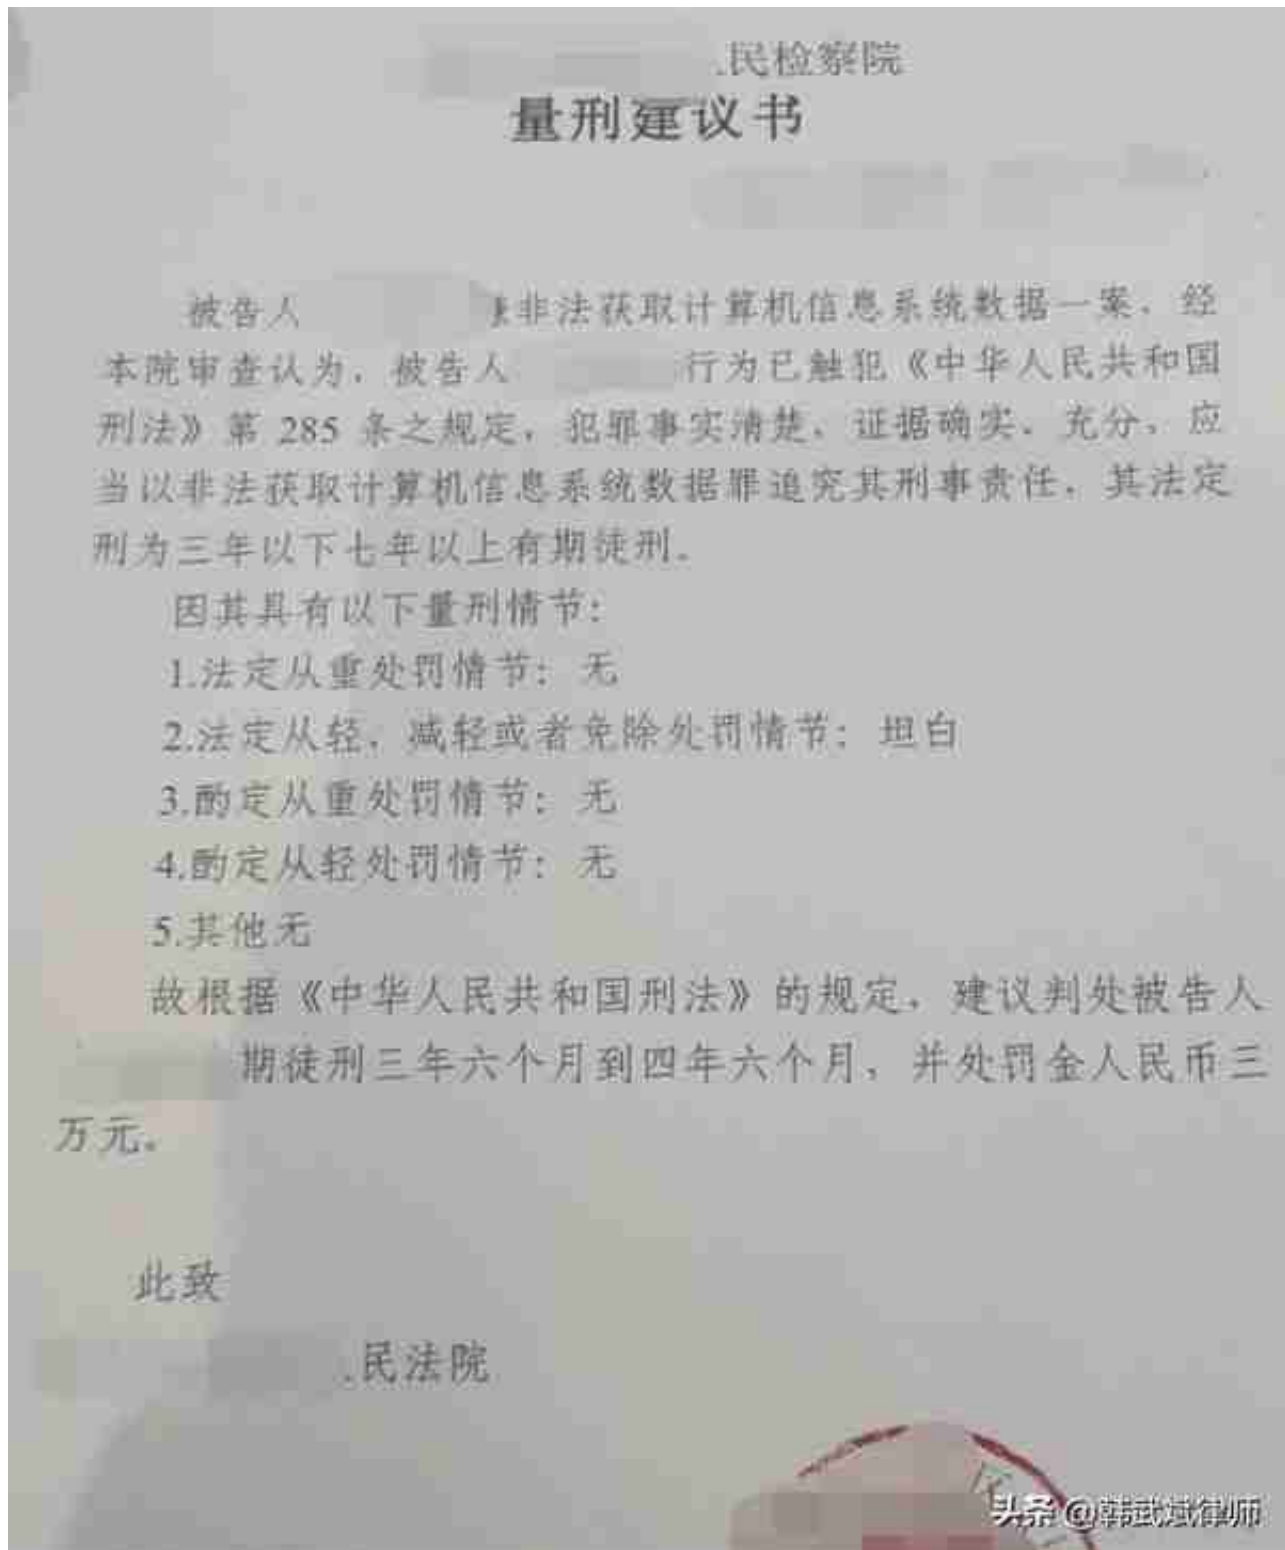 民检察院
量刑建议书
被告人 非法获取计算机信息系统数据一案，经
本院审查认为，被告人 行为已触犯《中华人民共和国
刑法》第 285 条之规定，犯罪事实清楚，证据确实、充分，应
当以非法获取计算机信息系统数据罪追究其刑事责任，其法定
刑为三年以下七年以上有期徒刑。
因其具有以下量刑情节：
1.法定从重处罚情节：无
2.法定从轻、减轻或者免除处罚情节：坦白
3.酌定从重处罚情节：无
4.酌定从轻处罚情节：无
5.其他无
故根据《中华人民共和国刑法》的规定，建议判处被告人
期徒刑三年六个月到四年六个月，并处罚金人民币三
万元。
此致
民法院
头条 @韩武斌律师